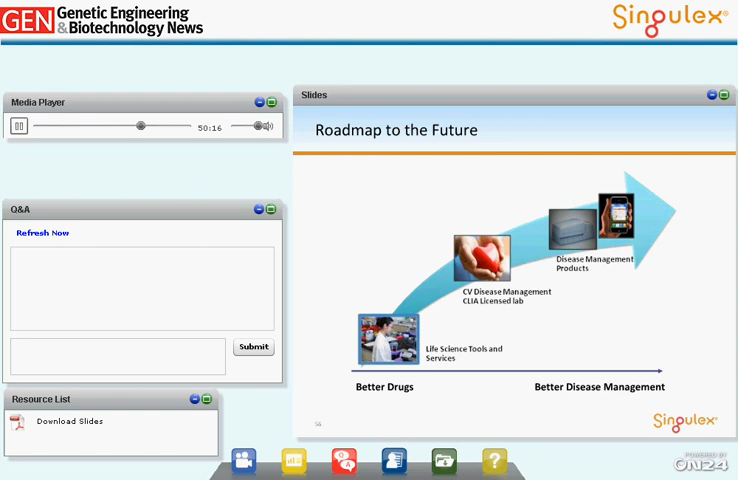 GEN Genetic Engineering
&Biotechnology News
Singulex®
Media Player
50:16
Q&A
Refresh Now
Submit
Resource List
Download Slides
Slides
Roadmap to the Future
Disease Management
Products
CV Disease Management
CLIA Licensed lab
Life Science Tools and
Services
Better Drugs
Better Disease Management
56
Singulex®
Q
A
?
POWERED BY
ON24